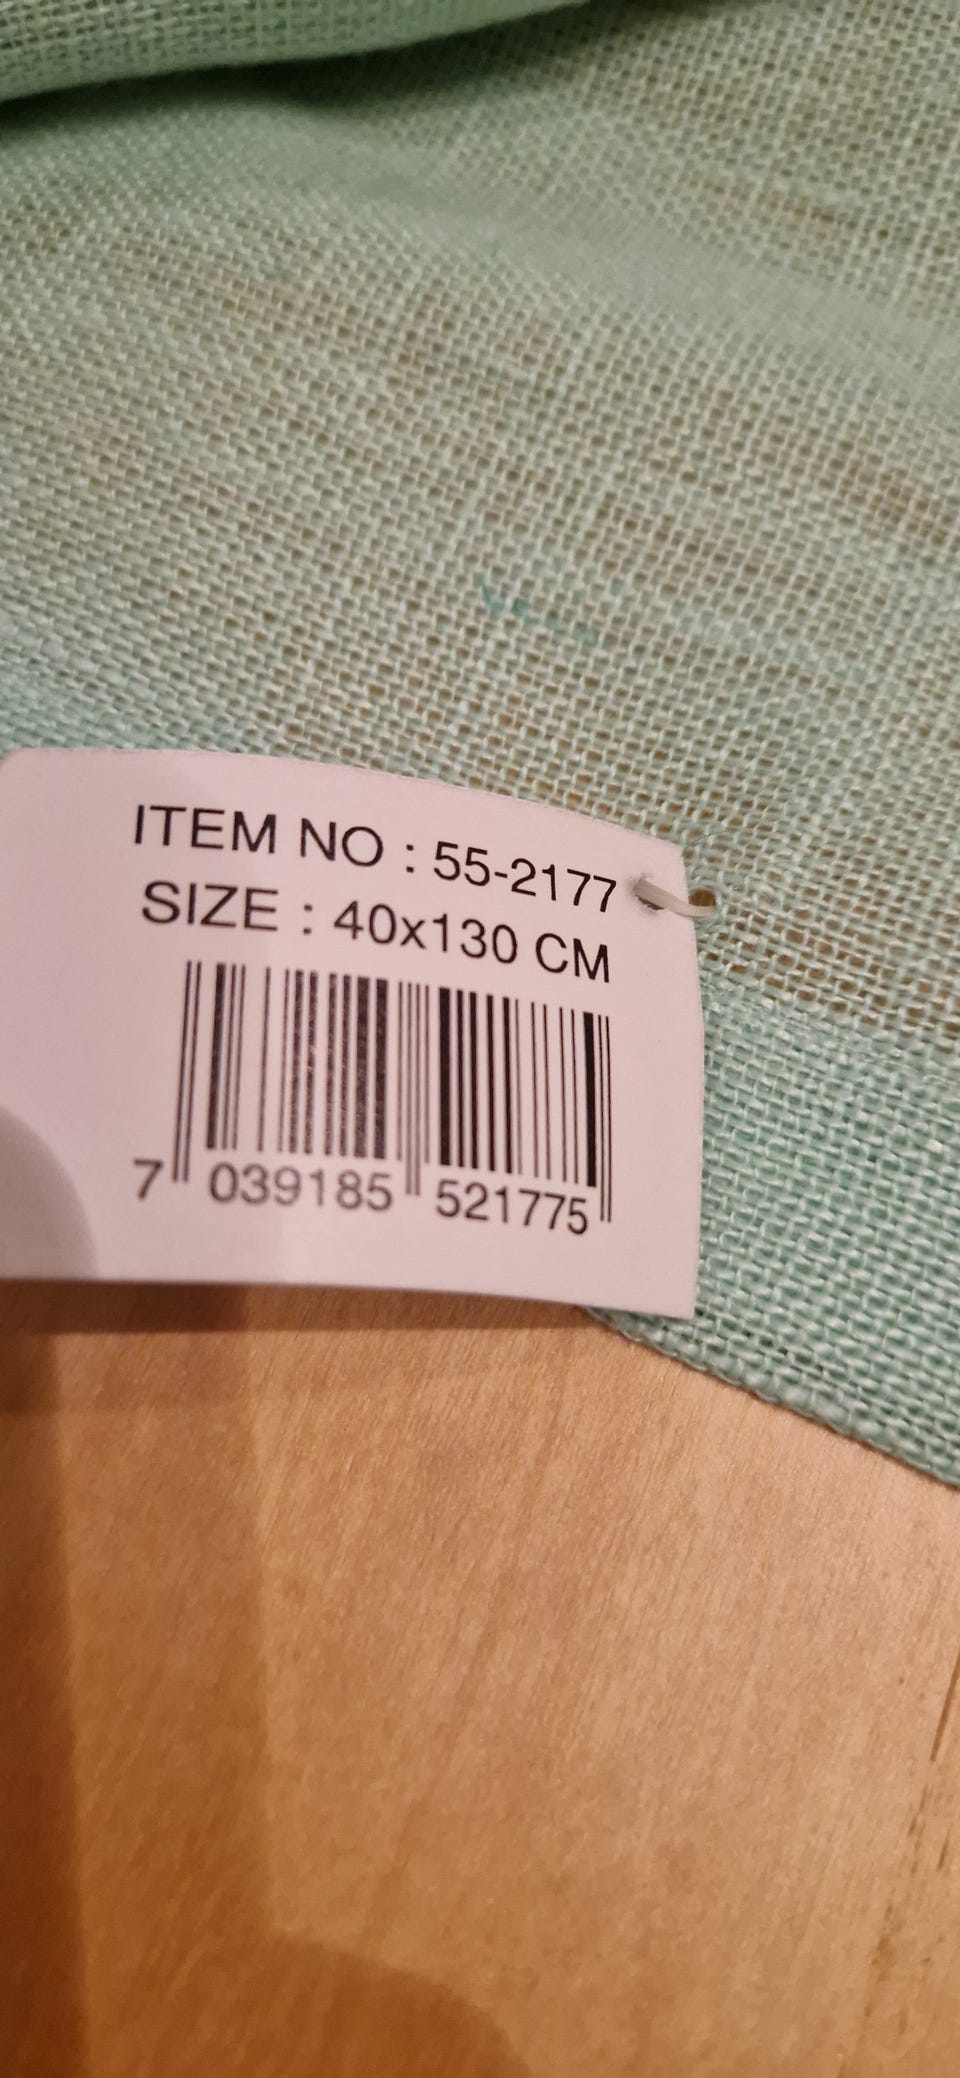 ITEM NO : 55-2177
SIZE : 40x130 CM
7 039185 521775